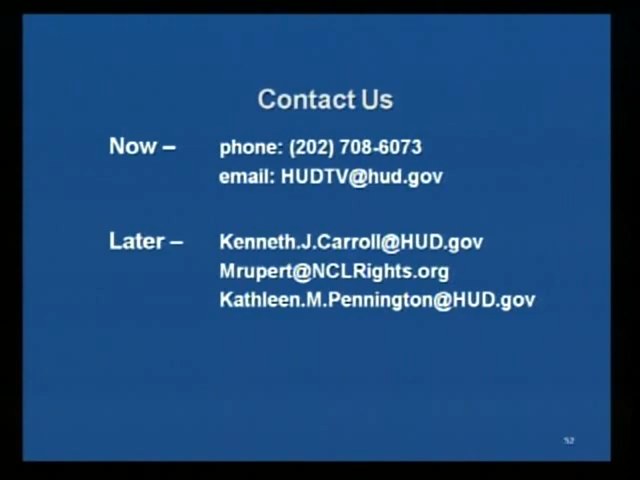 Contact Us
Now – phone: (202) 708-6073
email: HUDTV@hud.gov
Later – Kenneth.J.Carroll@HUD.gov
Mrupert@NCLRights.org
Kathleen.M.Pennington@HUD.gov
52